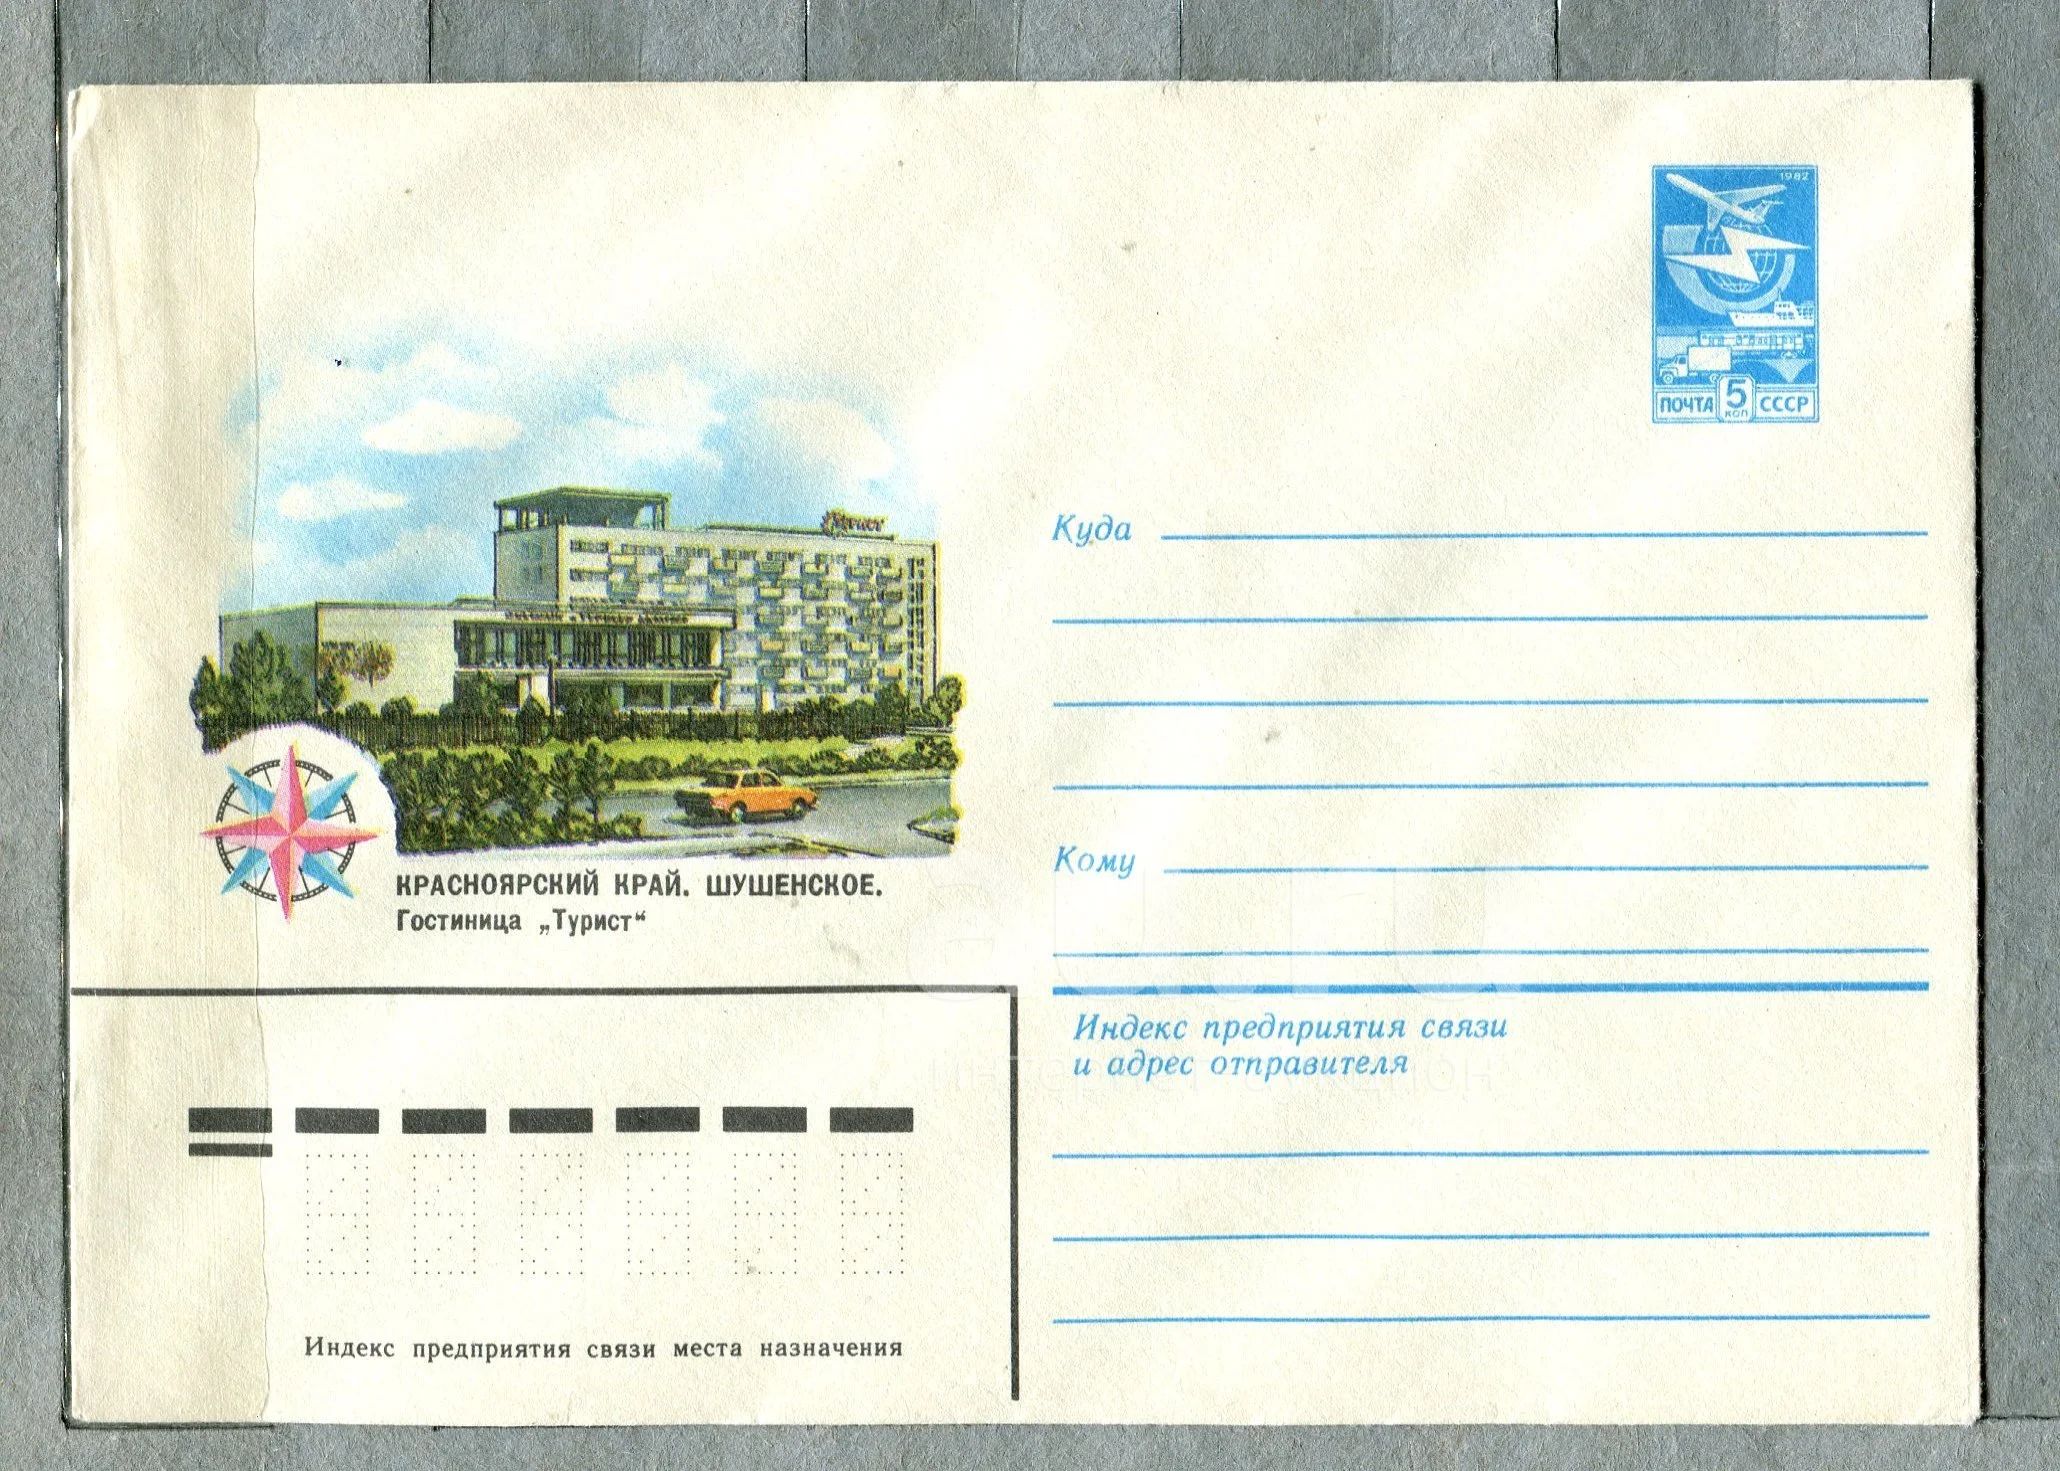 1982
ПОЧТА 5 КОП СССР
Куда
Турист
КРАСНОЯРСКИЙ КРАЙ. ШУШЕНСКОЕ.
Гостиница „Турист“
Кому
Индекс предприятия связи
и адрес отправителя
Индекс предприятия связи места назначения